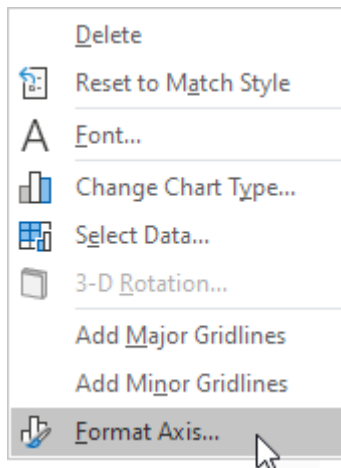 Delete
Reset to Match Style
Font...
Change Chart Type...
Select Data...
3-D Rotation...
Add Major Gridlines
Add Minor Gridlines
Format Axis...